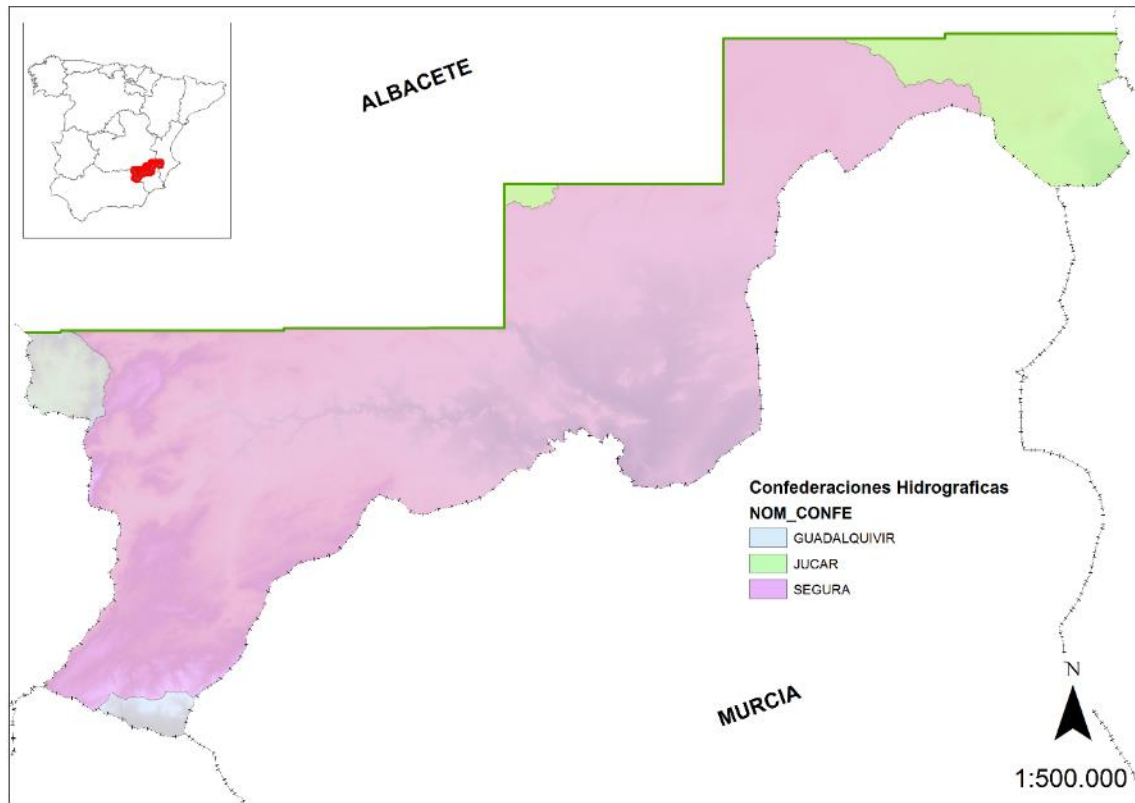 ALBACETE
Confederaciones Hidrograficas
NOM_CONFE
GUADALQUIVIR
JUCAR
SEGURA
MURCIA
N
1:500.000